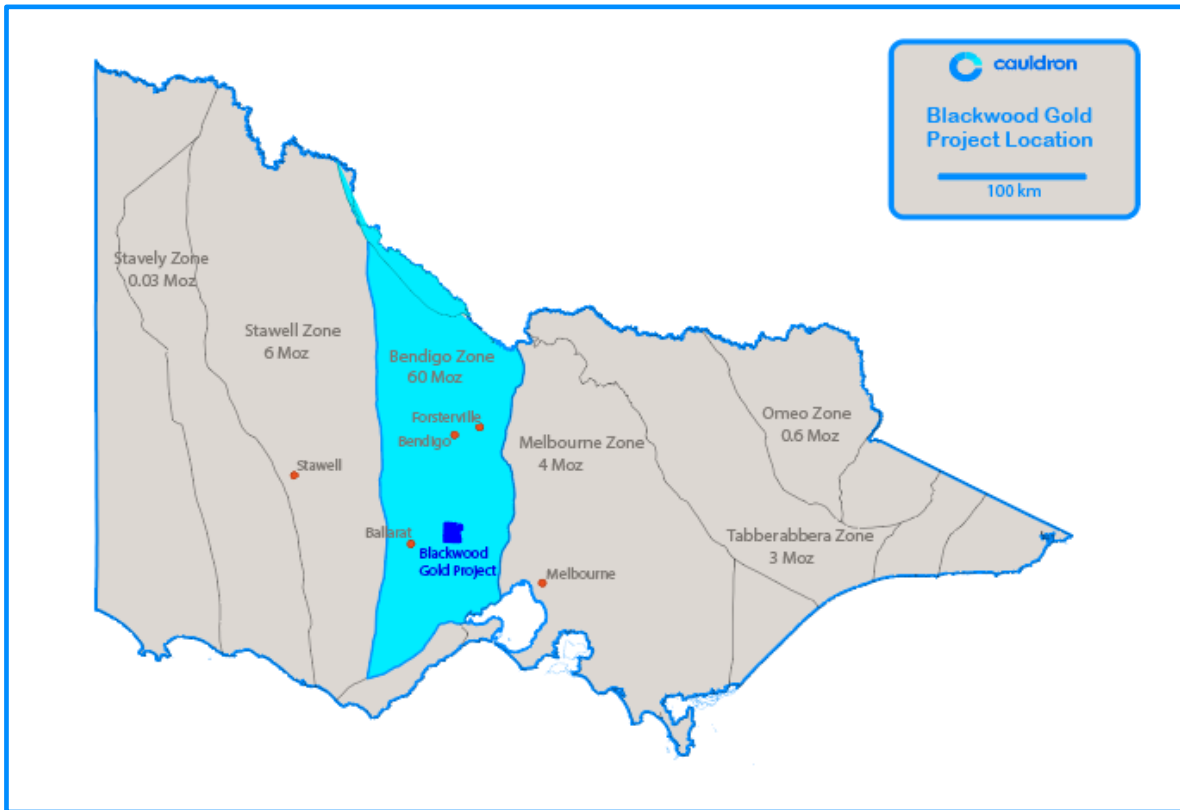 cauldron
Blackwood Gold
Project Location
100 km
Stavely Zone
0.03 Moz
Stawell Zone
6 Moz
Bendigo Zone
60 Moz
Forsterville
Bendigo
Melbourne Zone
4 Moz
Omeo Zone
0.6 Moz
Stawell
Ballarat
Blackwood
Gold Project
Tabberabbera Zone
3 Moz
Melbourne